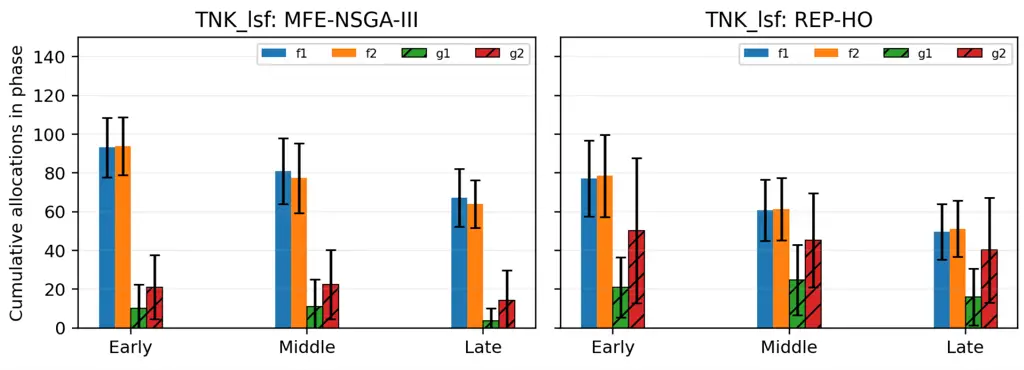 TNK_lsf: MFE-NSGA-III
TNK_lsf: REP-HO
Cumulative allocations in phase
140
120
100
80
60
40
20
0
f1 f2 g1 g2
f1 f2 g1 g2
Early Middle Late
Early Middle Late